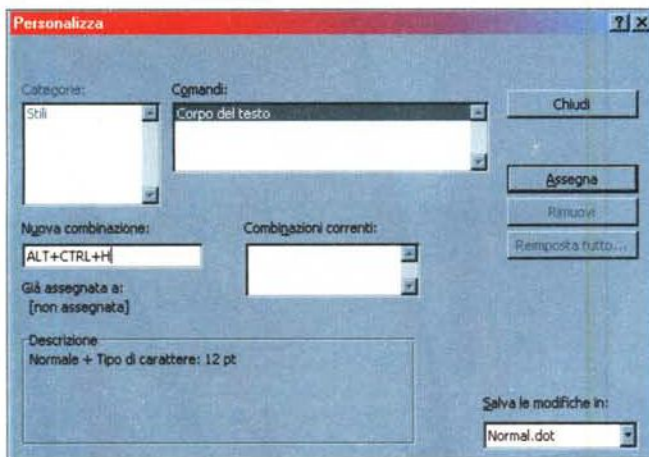 Personalizza
Categorie:
Comandi:
Stili
Corpo del testo
Chiudi
Assegna
Rimuovi
Reimposta tutto...
Nuova combinazione:
Combinazioni correnti:
ALT+CTRL+H
Già assegnata a:
[non assegnata]
Descrizione
Normale + Tipo di carattere: 12 pt
Salva le modifiche in:
Normal.dot